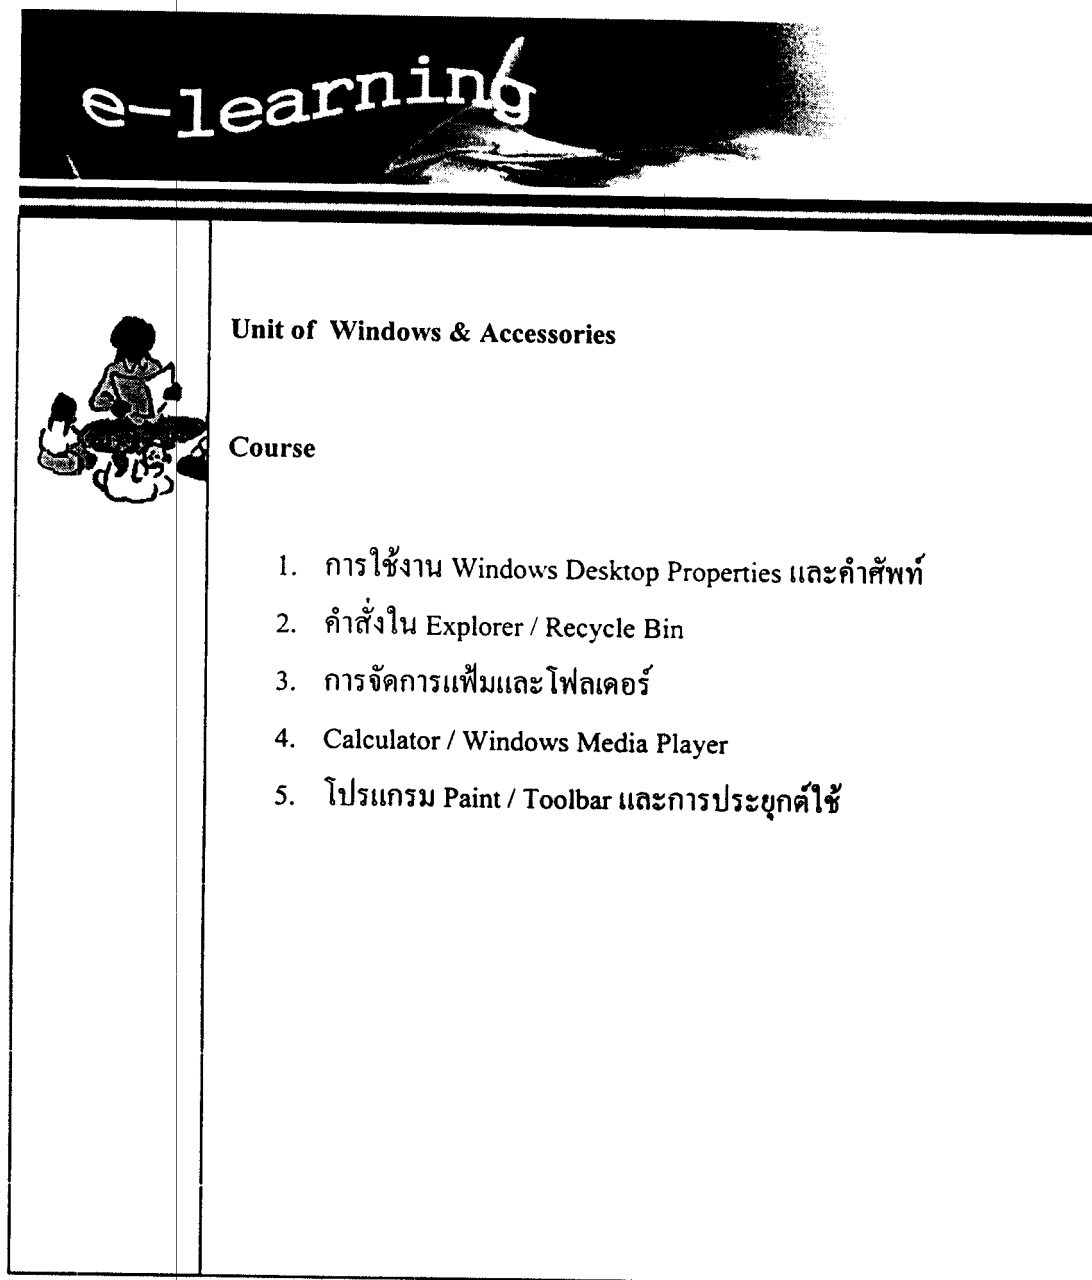 e-learning
Unit of Windows & Accessories
Course
1. การใช้งาน Windows Desktop Properties และคำศัพท์
2. คำสั่งใน Explorer / Recycle Bin
3. การจัดการแฟ้มและโฟลเดอร์
4. Calculator / Windows Media Player
5. โปรแกรม Paint / Toolbar และการประยุกต์ใช้